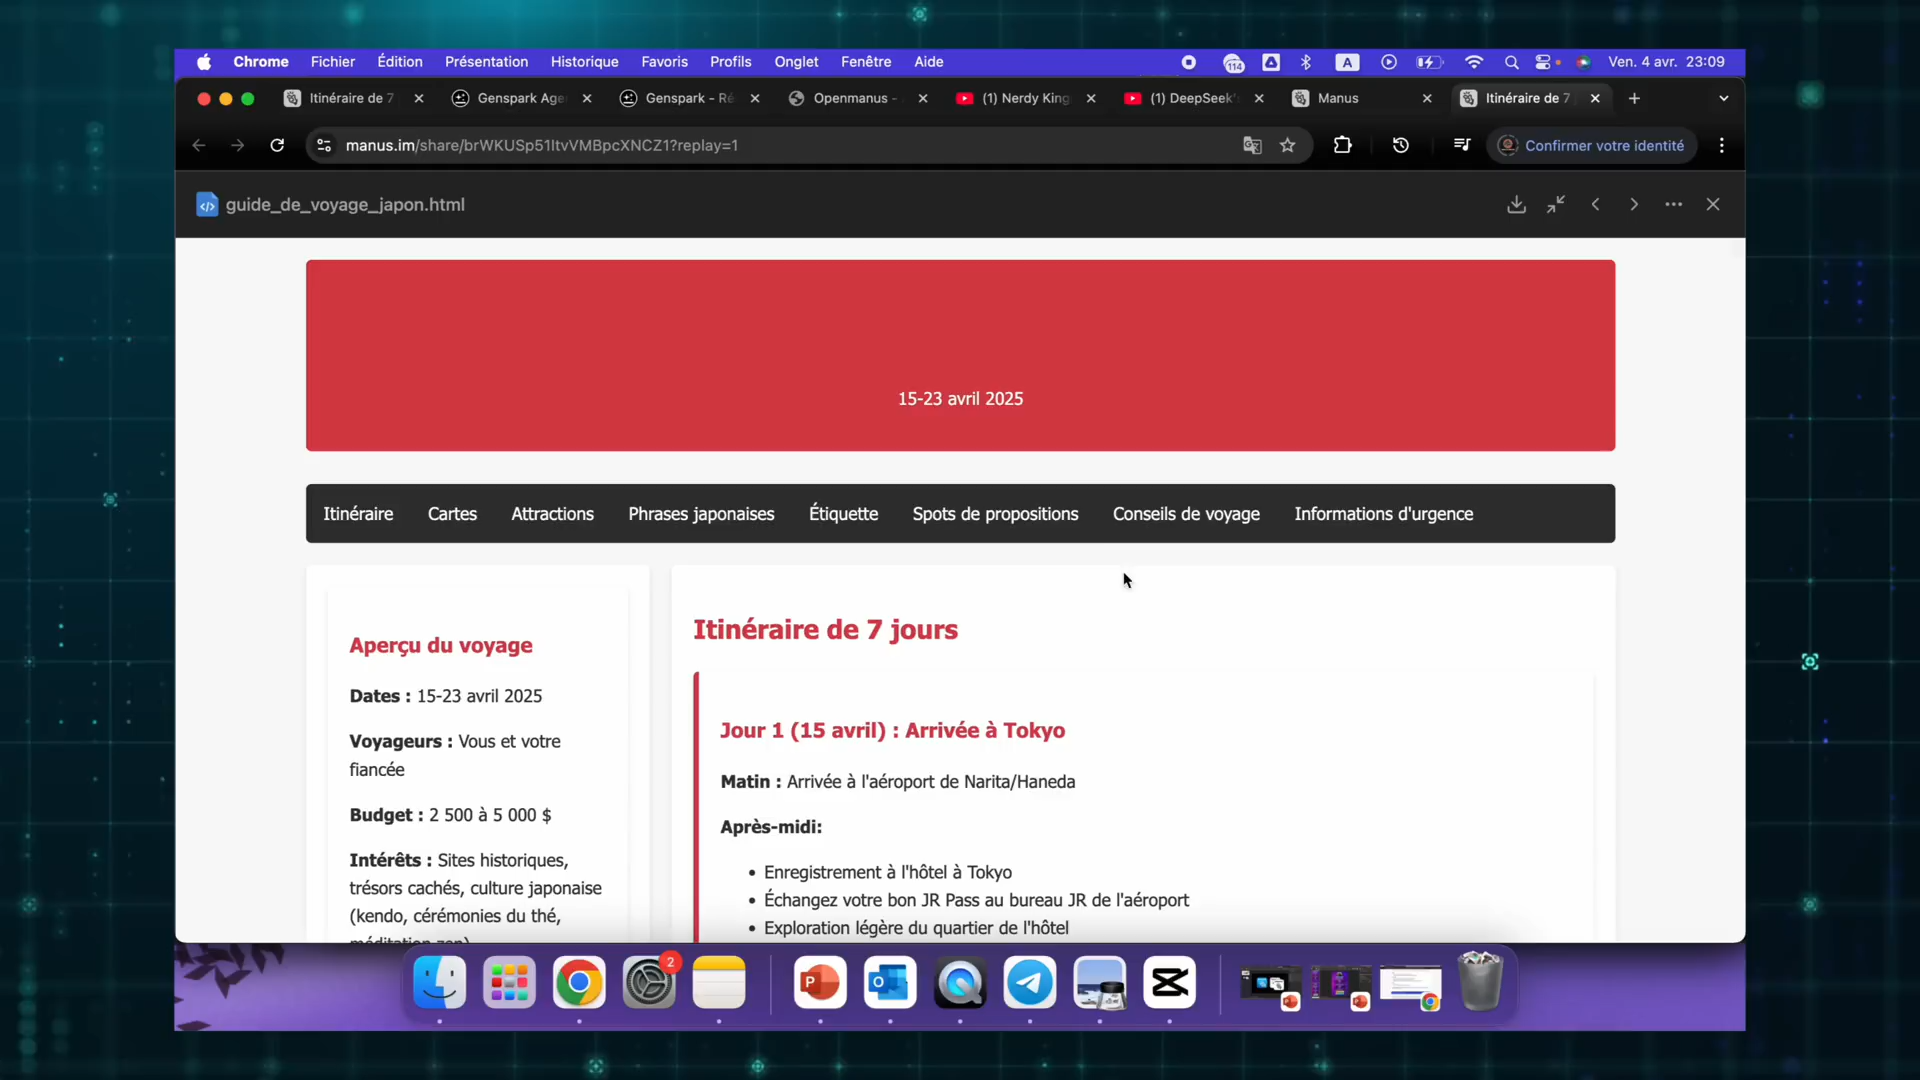 Chrome Fichier Édition Présentation Historique Favoris Profils Onglet Fenêtre Aide 114 A Ven. 4 avr. 23:09
Itinéraire de 7 Genspark Age Genspark - Ré Openmanus - (1) Nerdy King (1) DeepSeek's Manus Itinéraire de 7
manus.im/share/brWKUSp51ltvVMBpcXNCZ1?replay=1 Confirmer votre identité
guide_de_voyage_japon.html
15-23 avril 2025
Itinéraire Cartes Attractions Phrases japonaises Étiquette Spots de propositions Conseils de voyage Informations d'urgence
Aperçu du voyage
Dates : 15-23 avril 2025
Voyageurs : Vous et votre
fiancée
Budget : 2 500 à 5 000 $
Intérêts : Sites historiques,
trésors cachés, culture japonaise
(kendo, cérémonies du thé,
méditation zen)
Itinéraire de 7 jours
Jour 1 (15 avril) : Arrivée à Tokyo
Matin : Arrivée à l'aéroport de Narita/Haneda
Après-midi:
• Enregistrement à l'hôtel à Tokyo
• Échangez votre bon JR Pass au bureau JR de l'aéroport
• Exploration légère du quartier de l'hôtel
2